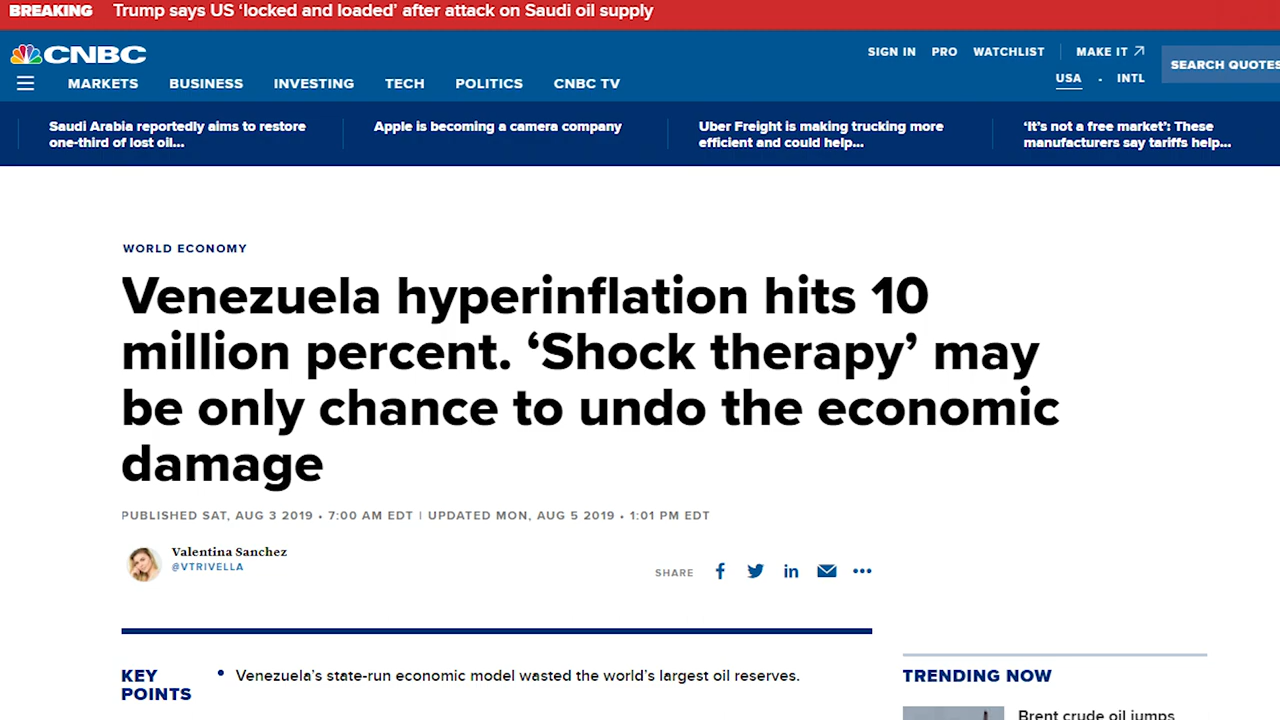 BREAKING Trump says US ‘locked and loaded’ after attack on Saudi oil supply
CNBC
SIGN IN PRO WATCHLIST MAKE IT
SEARCH QUOTES
USA · INTL
MARKETS BUSINESS INVESTING TECH POLITICS CNBC TV
Saudi Arabia reportedly aims to restore
one-third of lost oil...
Apple is becoming a camera company
Uber Freight is making trucking more
efficient and could help...
‘It’s not a free market’: These
manufacturers say tariffs help...
WORLD ECONOMY
Venezuela hyperinflation hits 10
million percent. ‘Shock therapy’ may
be only chance to undo the economic
damage
PUBLISHED SAT, AUG 3 2019 • 7:00 AM EDT | UPDATED MON, AUG 5 2019 • 1:01 PM EDT
Valentina Sanchez
@VTRIVELLA
SHARE
KEY
POINTS
• Venezuela’s state-run economic model wasted the world’s largest oil reserves.
TRENDING NOW
Brent crude oil jumps